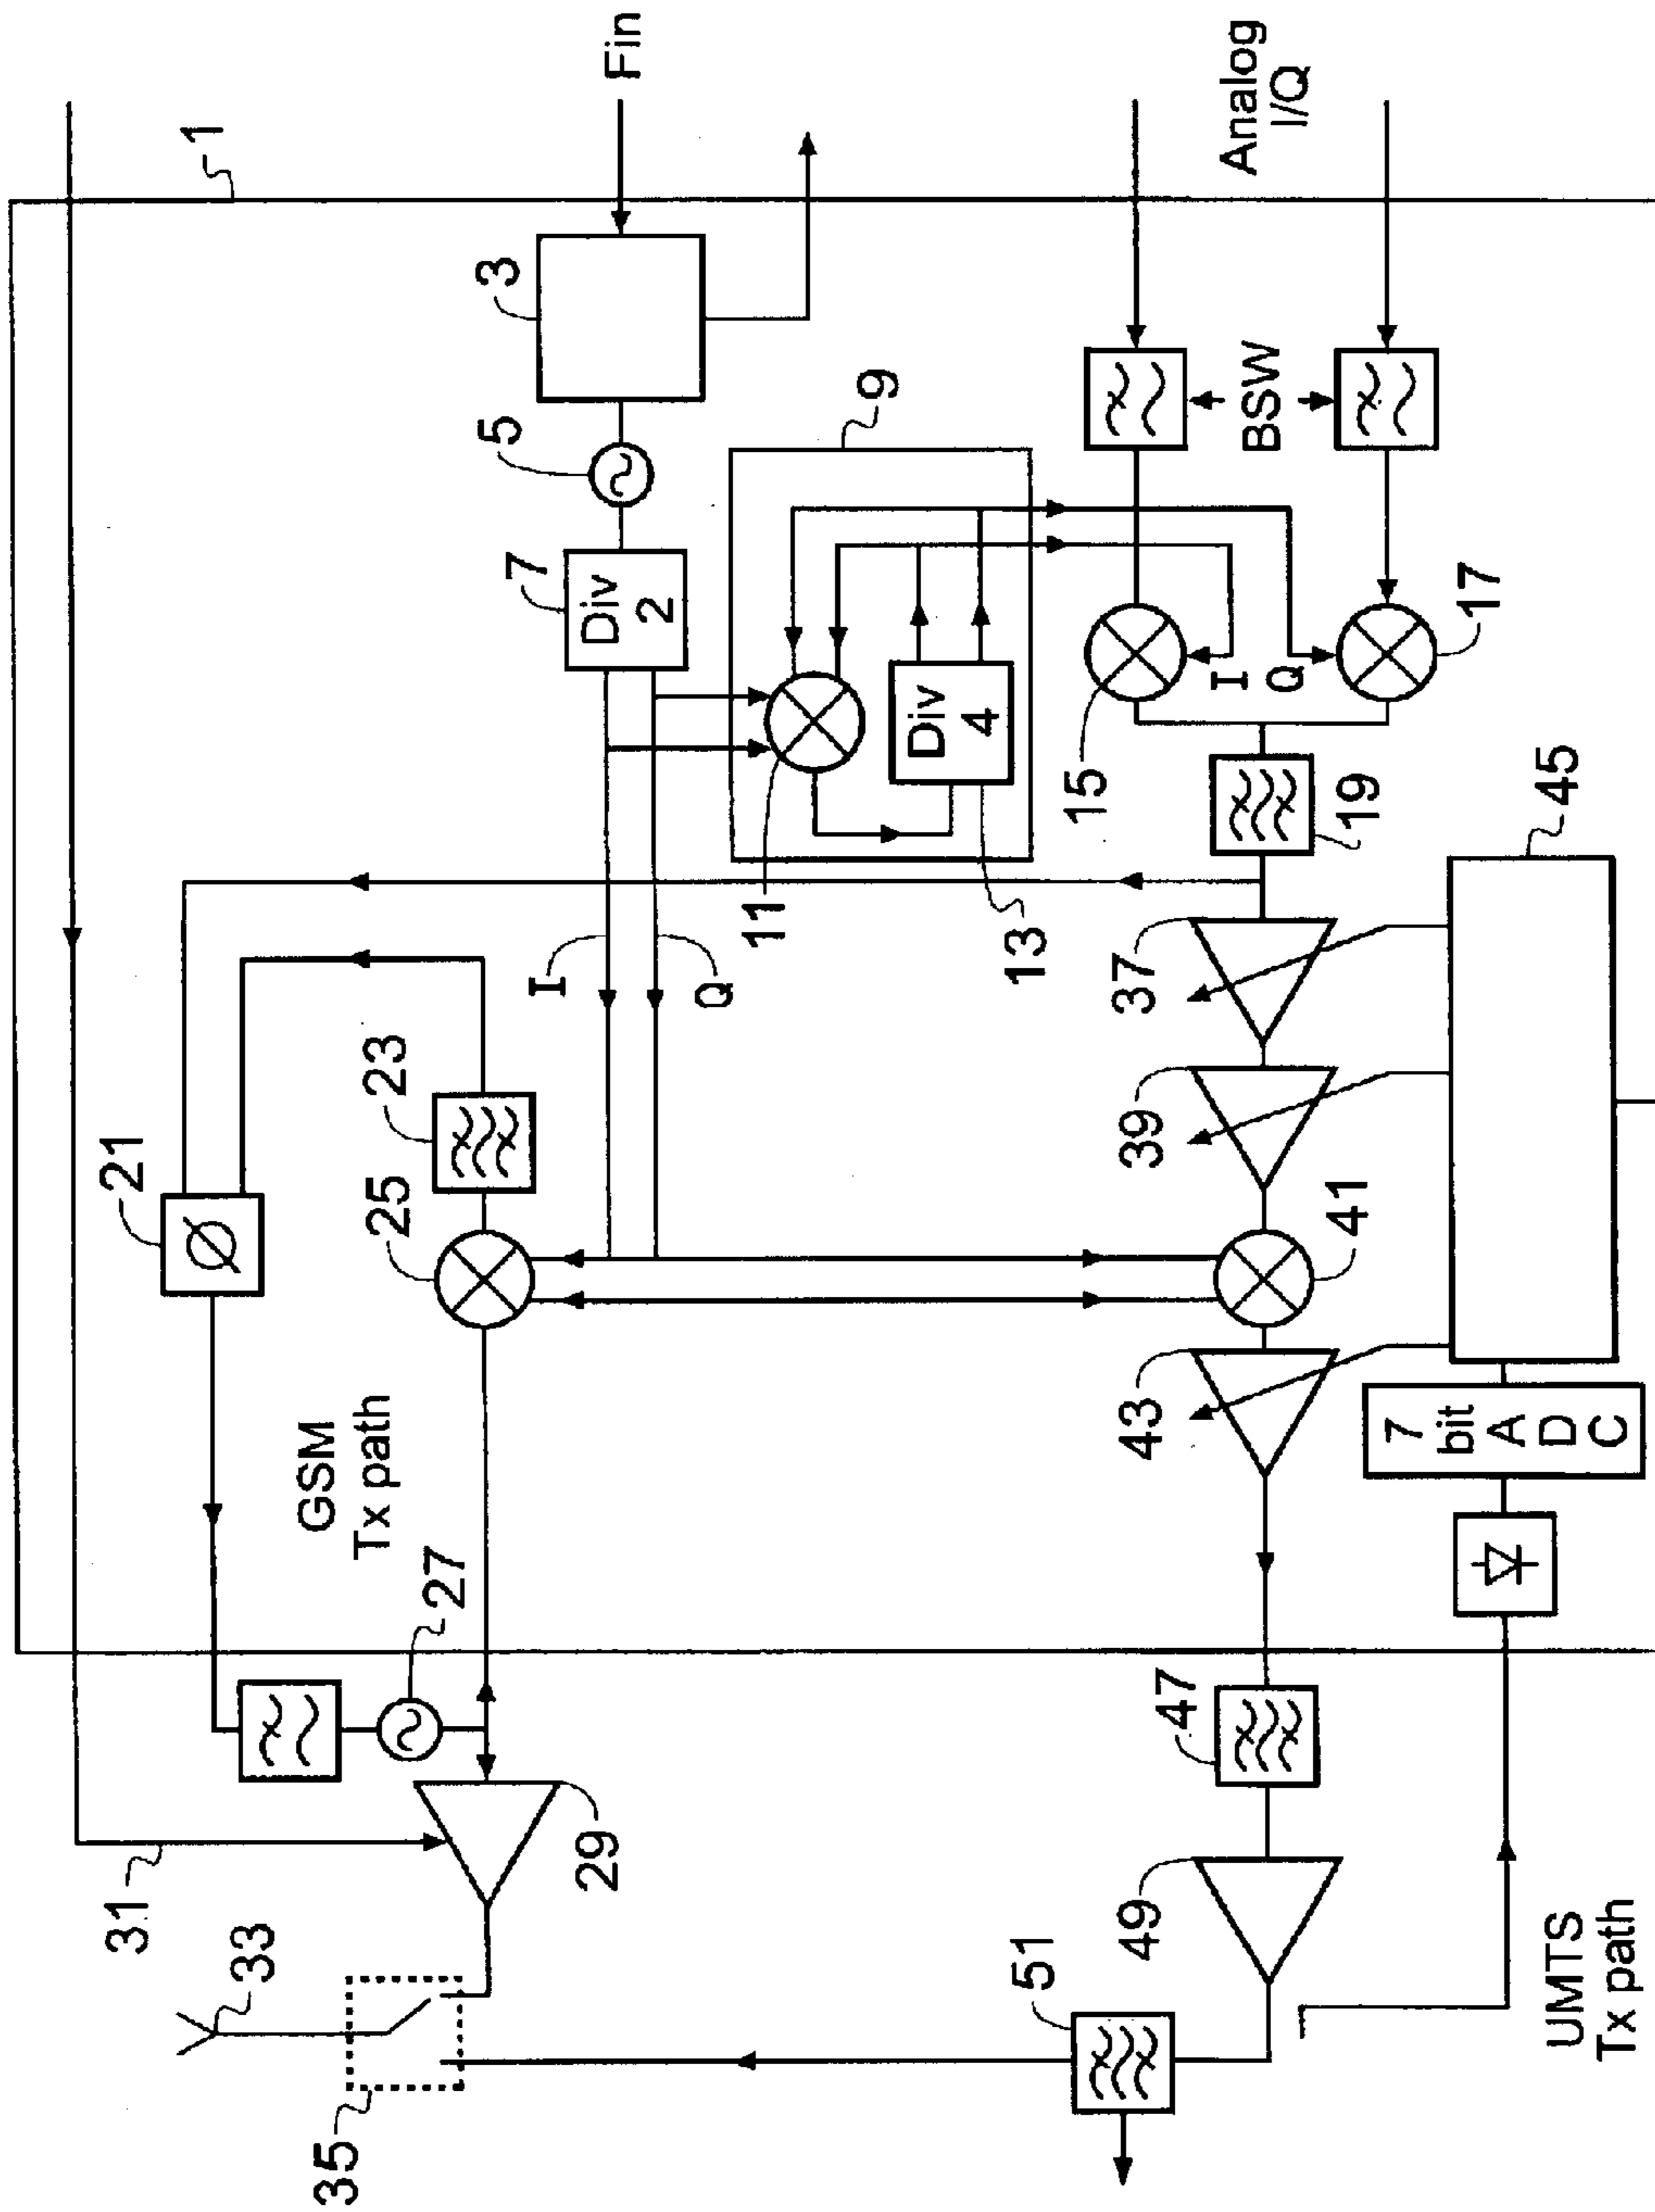 1
Fin
3
5
Div
2
7
9
11
Div
4
13
I
Q
Analog
I/Q
BSW
15
I
Q
17
19
21
23
25
27
GSM
Tx path
29
31
33
35
37
39
41
43
45
7
bit
A
D
C
47
49
51
UMTS
Tx path